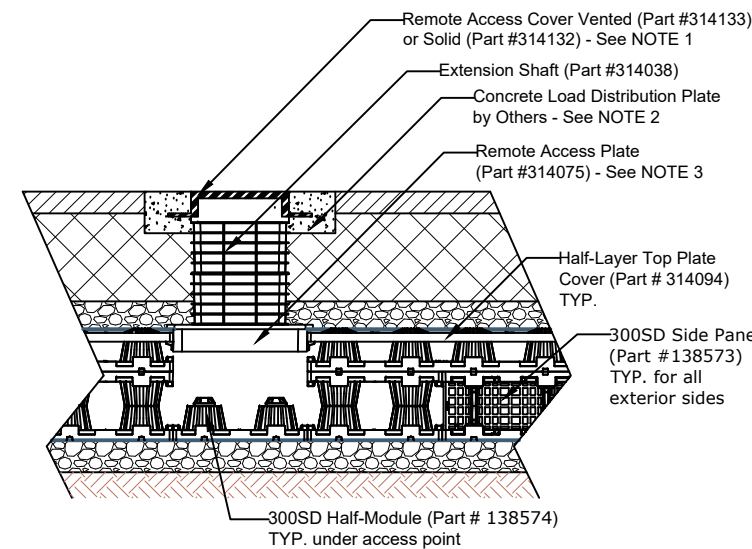 Remote Access Cover Vented (Part #314133)
or Solid (Part #314132) - See NOTE 1
Extension Shaft (Part #314038)
Concrete Load Distribution Plate
by Others - See NOTE 2
Remote Access Plate
(Part #314075) - See NOTE 3
Half-Layer Top Plate
Cover (Part # 314094)
TYP.
300SD Side Pane
(Part #138573)
TYP. for all
exterior sides
300SD Half-Module (Part # 138574)
TYP. under access point